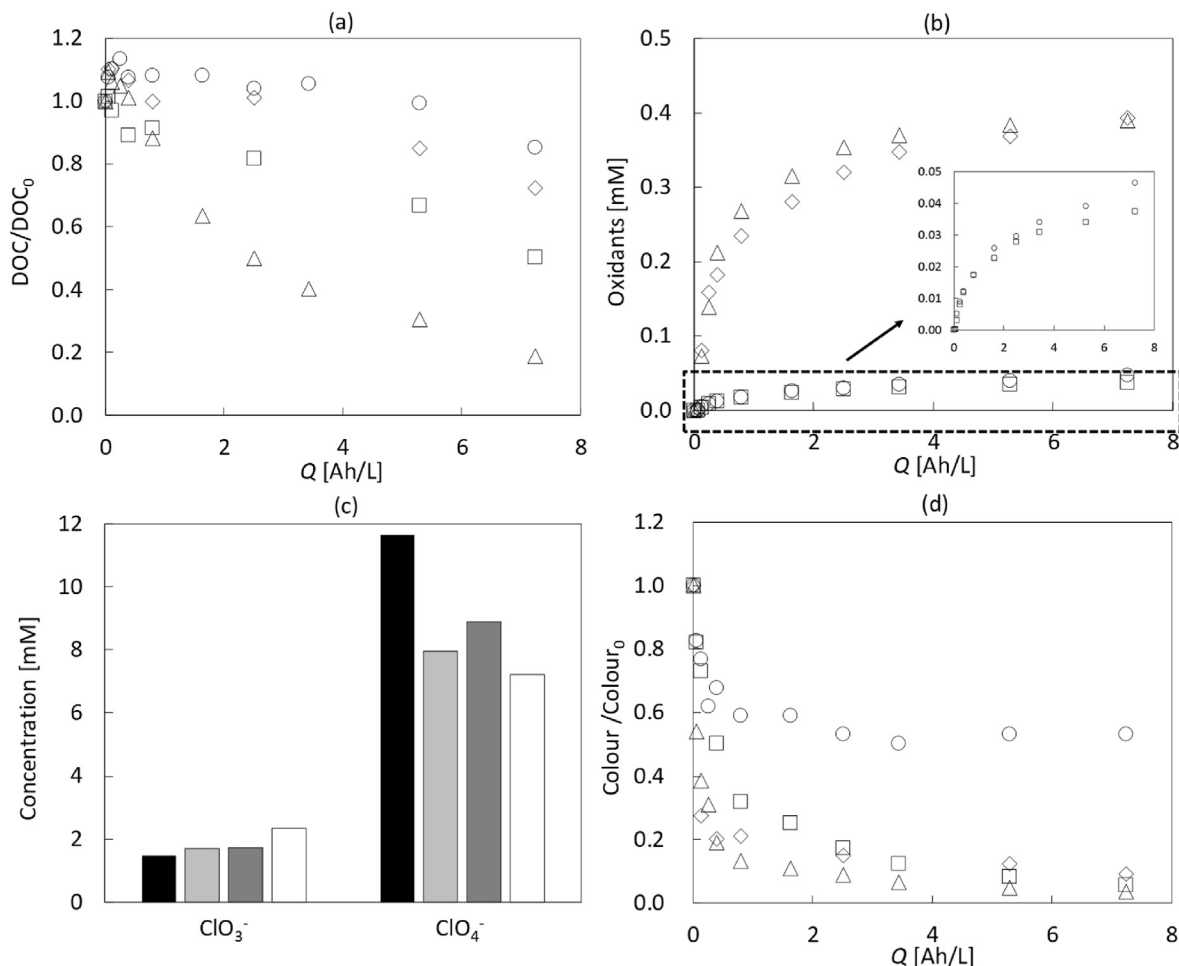 (a)
1.2
1.0
0.8
0.6
0.4
0.2
0.0
0 2 4 6 8
DOC/DOC₀
Q [Ah/L]
(b)
0.5
0.4
0.3
0.2
0.1
0.0
0 2 4 6 8
Oxidants [mM]
Q [Ah/L]
0.05
0.04
0.03
0.02
0.01
0.00
0 2 4 6 8
(c)
12
10
8
6
4
2
0
Concentration [mM]
ClO₃⁻ ClO₄⁻
(d)
1.2
1.0
0.8
0.6
0.4
0.2
0.0
0 2 4 6 8
Colour /Colour₀
Q [Ah/L]